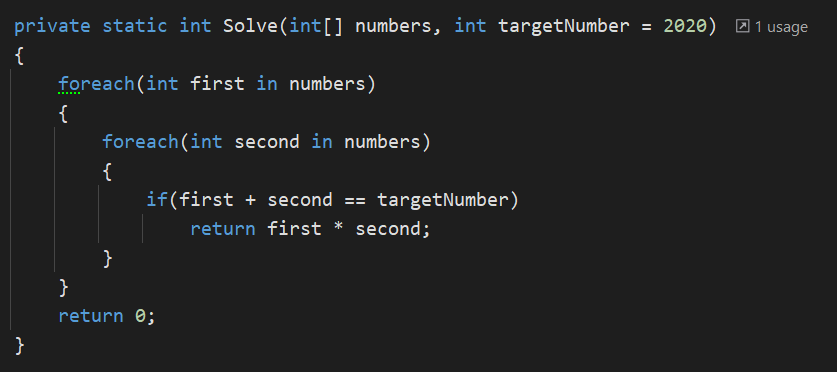 private static int Solve(int[] numbers, int targetNumber = 2020) 1 usage
{
foreach(int first in numbers)
{
foreach(int second in numbers)
{
if(first + second == targetNumber)
return first * second;
}
}
return 0;
}